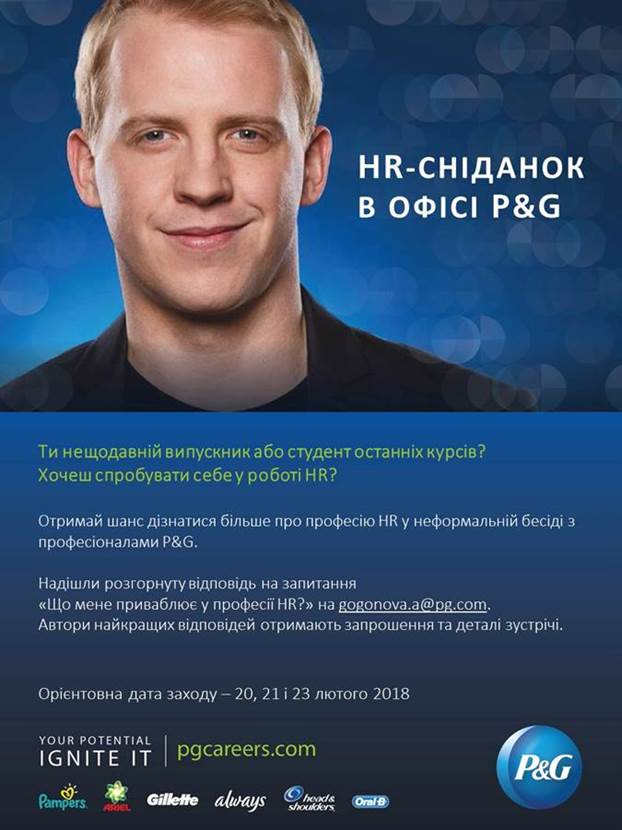 HR-СНІДАНОК
В ОФІСІ P&G
Ти нещодавній випускник або студент останніх курсів?
Хочеш спробувати себе у роботі HR?
Отримай шанс дізнатися більше про професію HR у неформальній бесіді з
професіоналами P&G.
Надішли розгорнуту відповідь на запитання
«Що мене приваблює у професії HR?» на gogonova.a@pg.com.
Автори найкращих відповідей отримають запрошення та деталі зустрічі.
Орієнтовна дата заходу – 20, 21 і 23 лютого 2018
YOUR POTENTIAL
IGNITE IT
pgcareers.com
P&G
Pampers.
ARIEL
Gillette
always
head &
shoulders
Oral-B